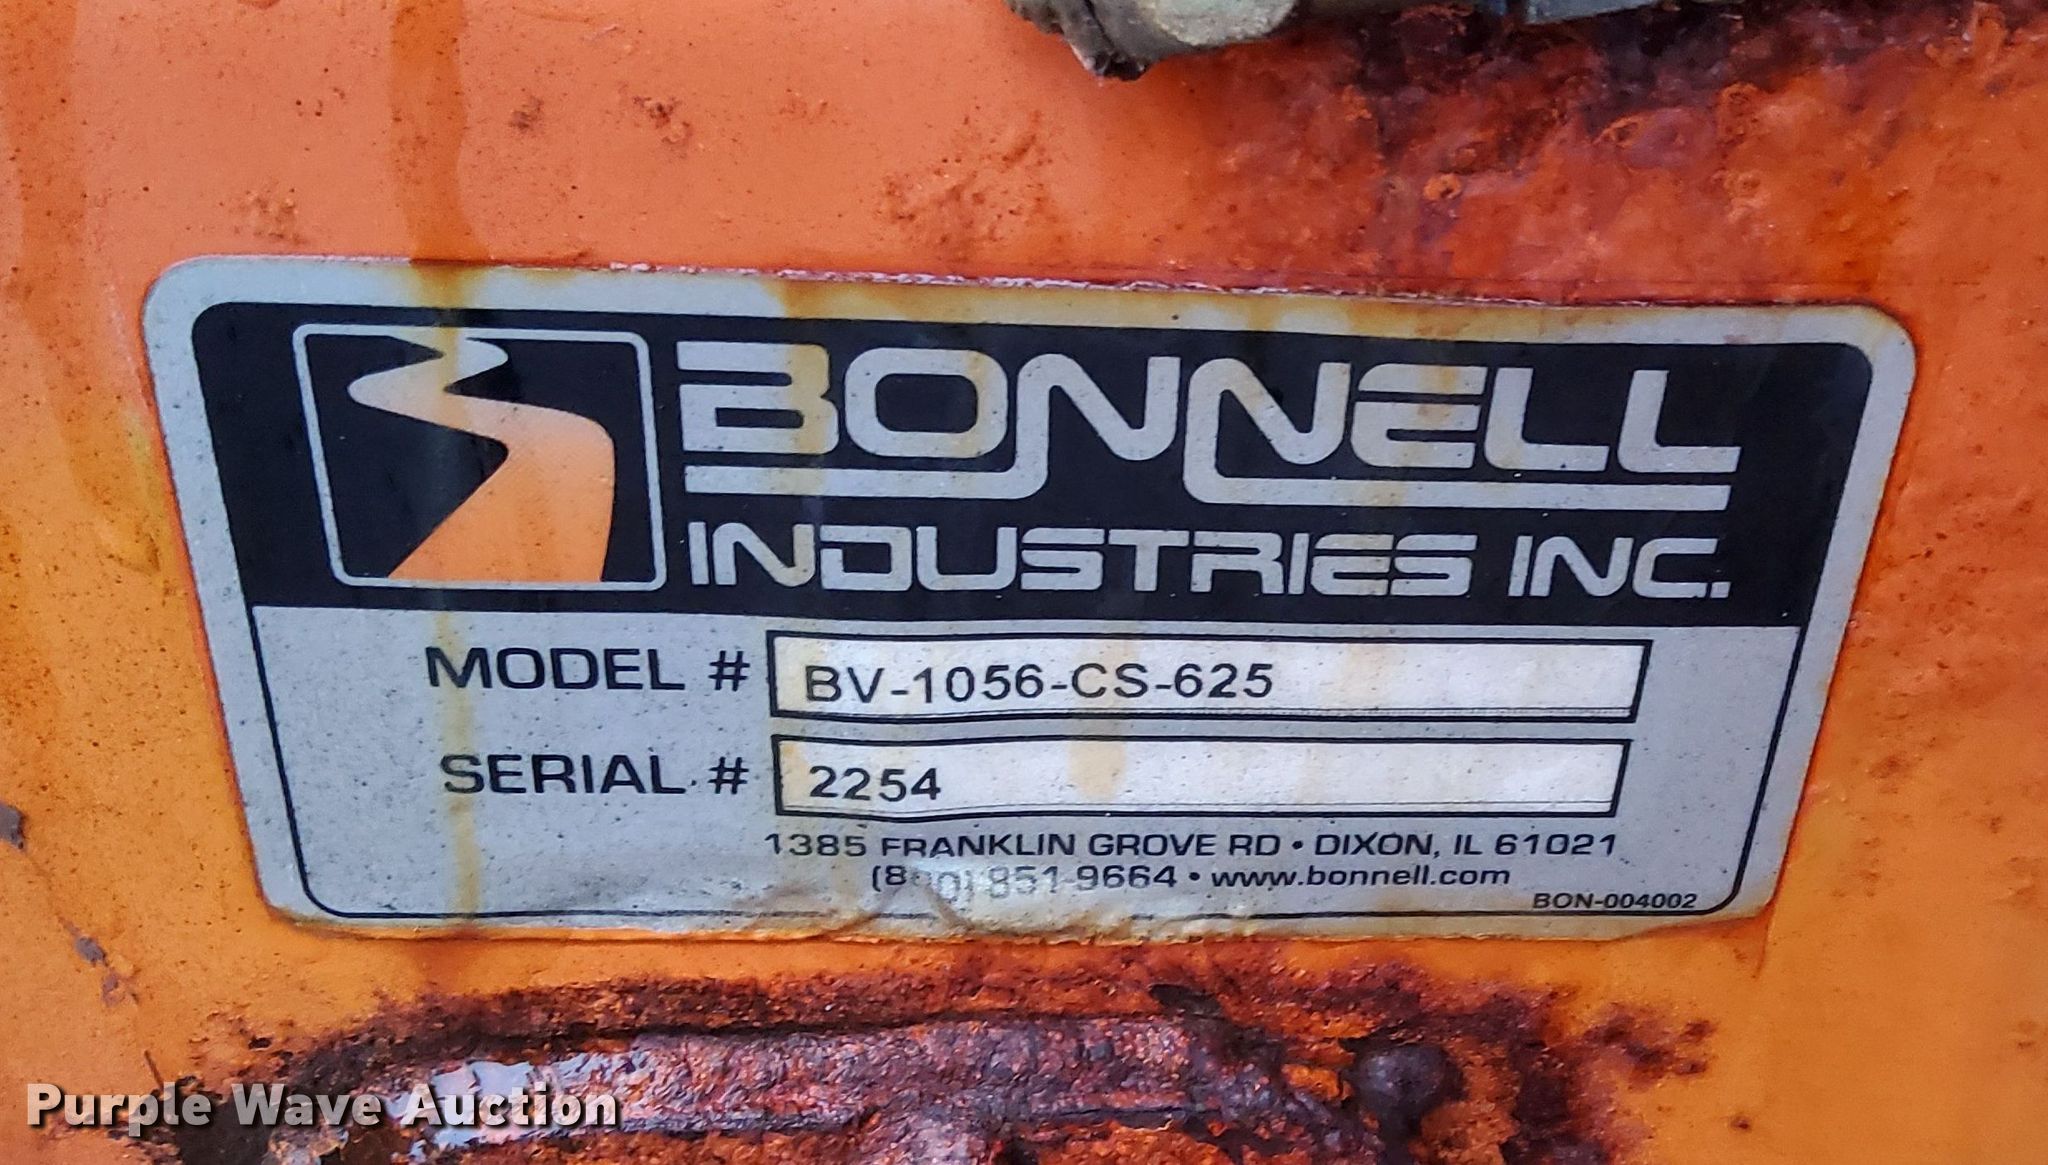 BONNELL
INDUSTRIES INC.
MODEL # BV-1056-CS-625
SERIAL # 2254
1385 FRANKLIN GROVE RD • DIXON, IL 61021
851-9664 • www.bonnell.com
BON-004002
Purple Wave Auction